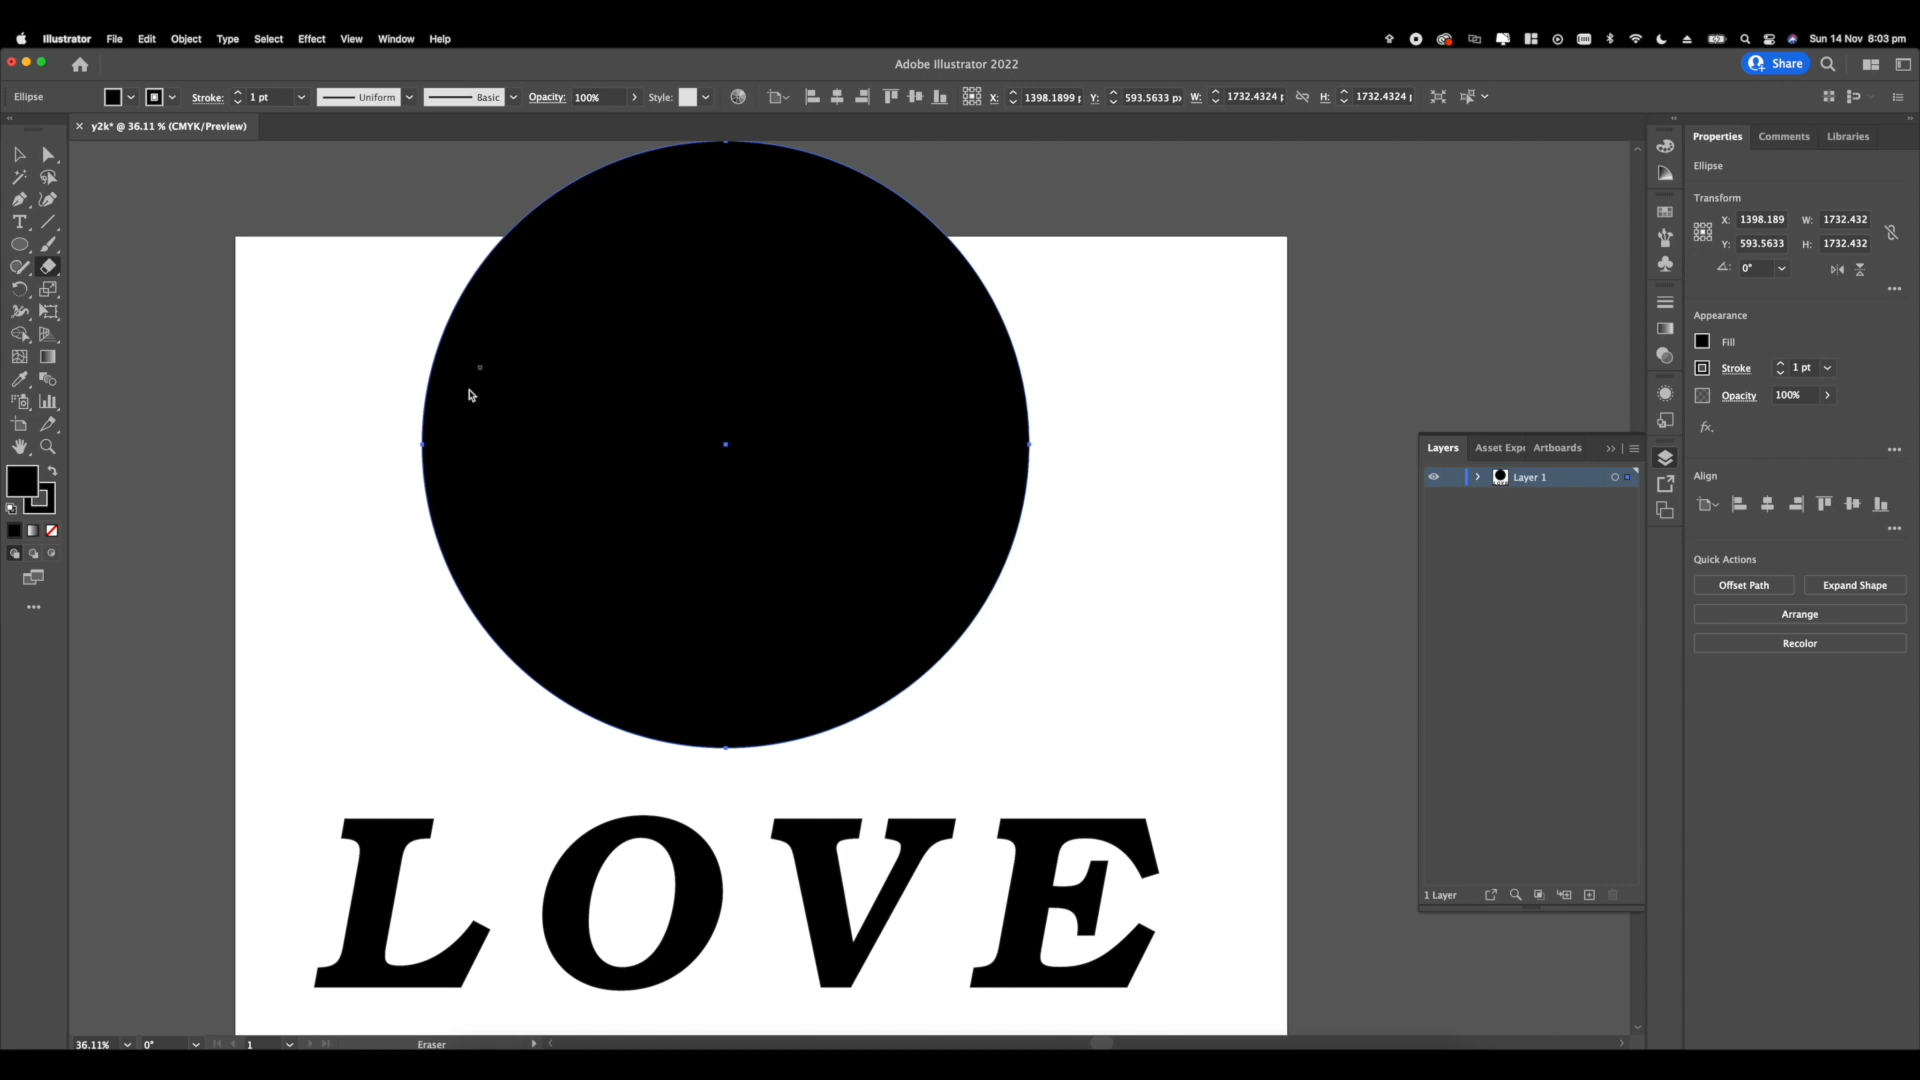 Illustrator File Edit Object Type Select Effect View Window Help
Sun 14 Nov 8:03 pm
Adobe Illustrator 2022
Share
Ellipse
Stroke: 1 pt
Uniform
Basic
Opacity: 100%
Style:
X: 1398.1899 p
Y: 593.5633 px
W: 1732.4324 p
H: 1732.4324 p
y2k* @ 36.11 % (CMYK/Preview)
Properties Comments Libraries
Ellipse
Transform
X: 1398.189 W: 1732.432
Y: 593.5633 H: 1732.432
0°
Appearance
Fill
Stroke 1 pt
Opacity 100%
fx.
Layers Asset Expo Artboards
Layer 1
Align
Quick Actions
Offset Path Expand Shape
Arrange
Recolor
LOVE
1 Layer
36.11% 0° 1 Eraser